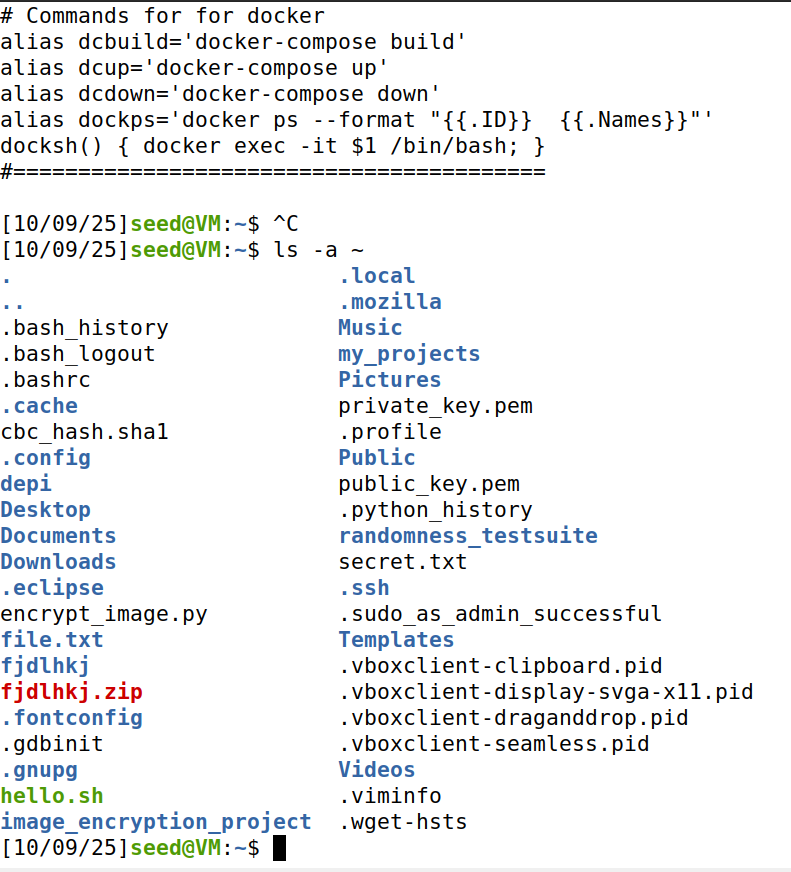 # Commands for for docker
alias dcbuild='docker-compose build'
alias dcup='docker-compose up'
alias dcdown='docker-compose down'
alias dockps='docker ps --format "{{.ID}}  {{.Names}}"'
docksh() { docker exec -it $1 /bin/bash; }
#=========================================

[10/09/25]seed@VM:~$ ^C
[10/09/25]seed@VM:~$ ls -a ~
.                         .local
..                        .mozilla
.bash_history             Music
.bash_logout              my_projects
.bashrc                   Pictures
.cache                    private_key.pem
cbc_hash.sha1             .profile
.config                   Public
depi                      public_key.pem
Desktop                   .python_history
Documents                 randomness_testsuite
Downloads                 secret.txt
.eclipse                  .ssh
encrypt_image.py          .sudo_as_admin_successful
file.txt                  Templates
fjdlhkj                   .vboxclient-clipboard.pid
fjdlhkj.zip               .vboxclient-display-svga-x11.pid
.fontconfig               .vboxclient-draganddrop.pid
.gdbinit                  .vboxclient-seamless.pid
.gnupg                    Videos
hello.sh                  .viminfo
image_encryption_project  .wget-hsts
[10/09/25]seed@VM:~$